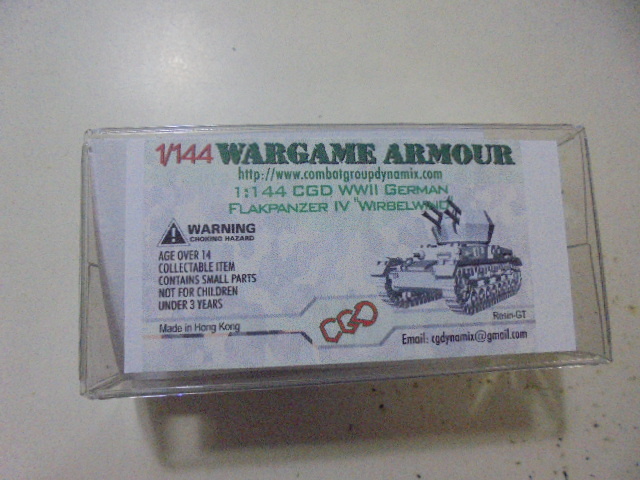 1/144 WARGAME ARMOUR
http://www.combatgroupdynamix.com
1:144 CGD WWII GERMAN
FLAKPANZER IV "WIRBELWIND"
WARNING
CHOKING HAZARD
AGE OVER 14
COLLECTABLE ITEM
CONTAINS SMALL PARTS
NOT FOR CHILDREN
UNDER 3 YEARS
Made in Hong Kong
CGD
Resin-GT
Email: cgdynamix@gmail.com